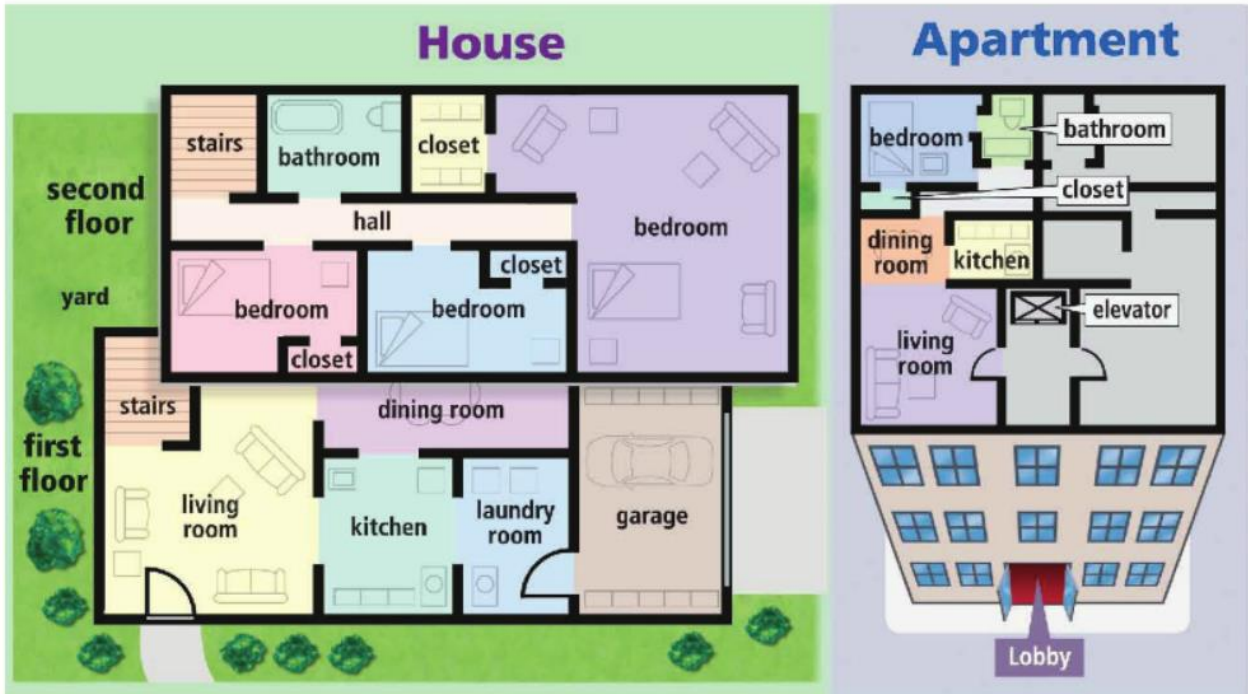 House
stairs
bathroom
closet
second
floor
hall
bedroom
yard
bedroom
closet
bedroom
closet
stairs
dining room
first
floor
living
room
kitchen
laundry
room
garage
Apartment
bedroom
bathroom
closet
dining
room
kitchen
elevator
living
room
Lobby